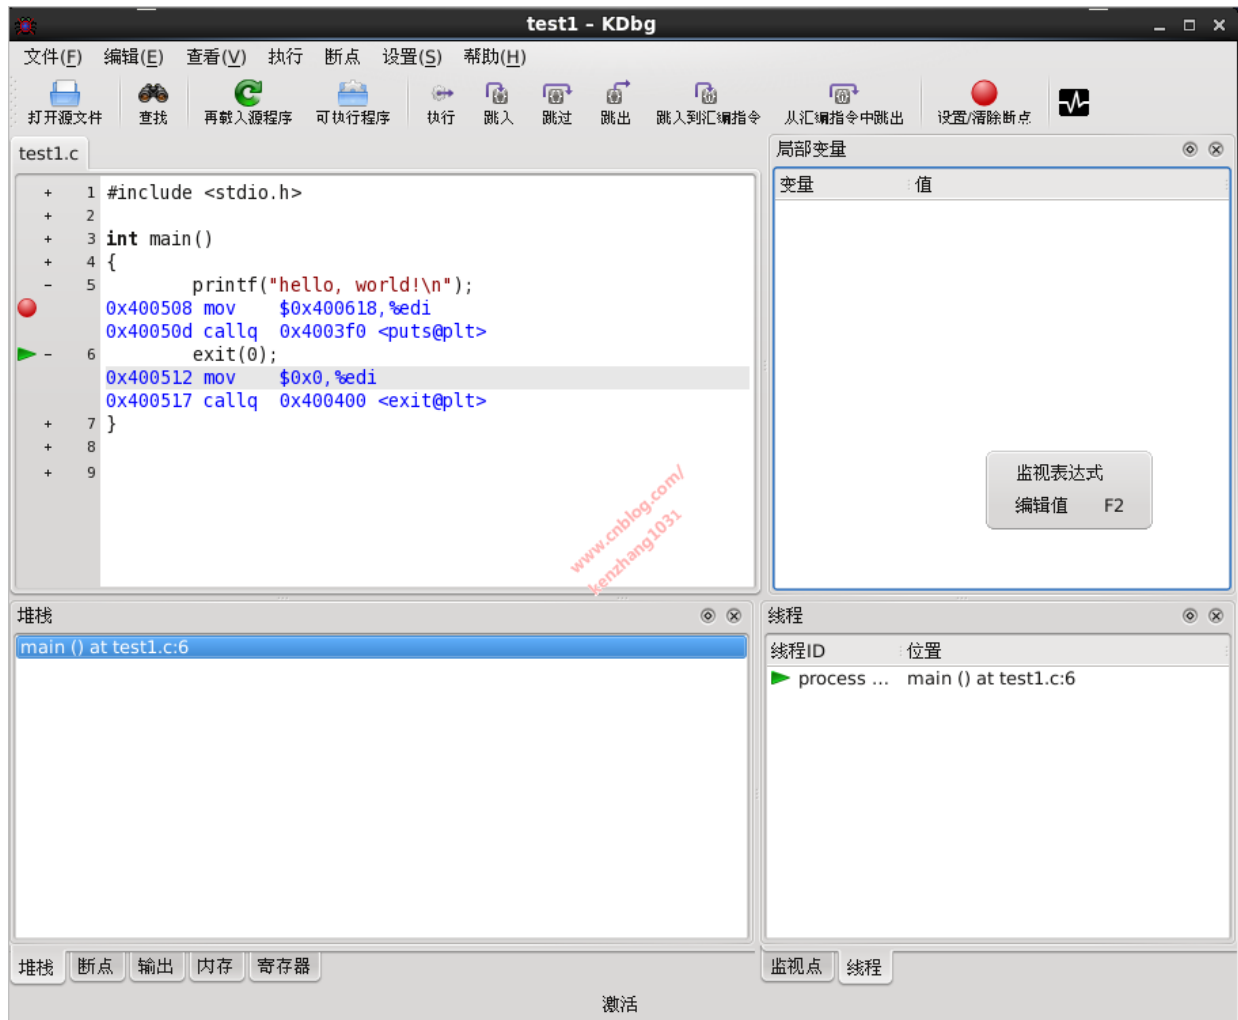 test1 – KDbg
文件(F) 编辑(E) 查看(V) 执行 断点 设置(S) 帮助(H)
打开源文件 查找 再载入源程序 可执行程序 执行 跳入 跳过 跳出 跳入到汇编指令 从汇编指令中跳出 设置/清除断点
test1.c
+ 1 #include <stdio.h>
+ 2
+ 3 int main()
+ 4 {
- 5 printf("hello, world!\n");
0x400508 mov $0x400618,%edi
0x40050d callq 0x4003f0 <puts@plt>
- 6 exit(0);
0x400512 mov $0x0,%edi
0x400517 callq 0x400400 <exit@plt>
+ 7 }
+ 8
+ 9
www.cnblog.com/
kenzhang1031
局部变量
变量 值
监视表达式
编辑值 F2
堆栈
main () at test1.c:6
线程
线程ID 位置
process ... main () at test1.c:6
堆栈 断点 输出 内存 寄存器
监视点 线程
激活